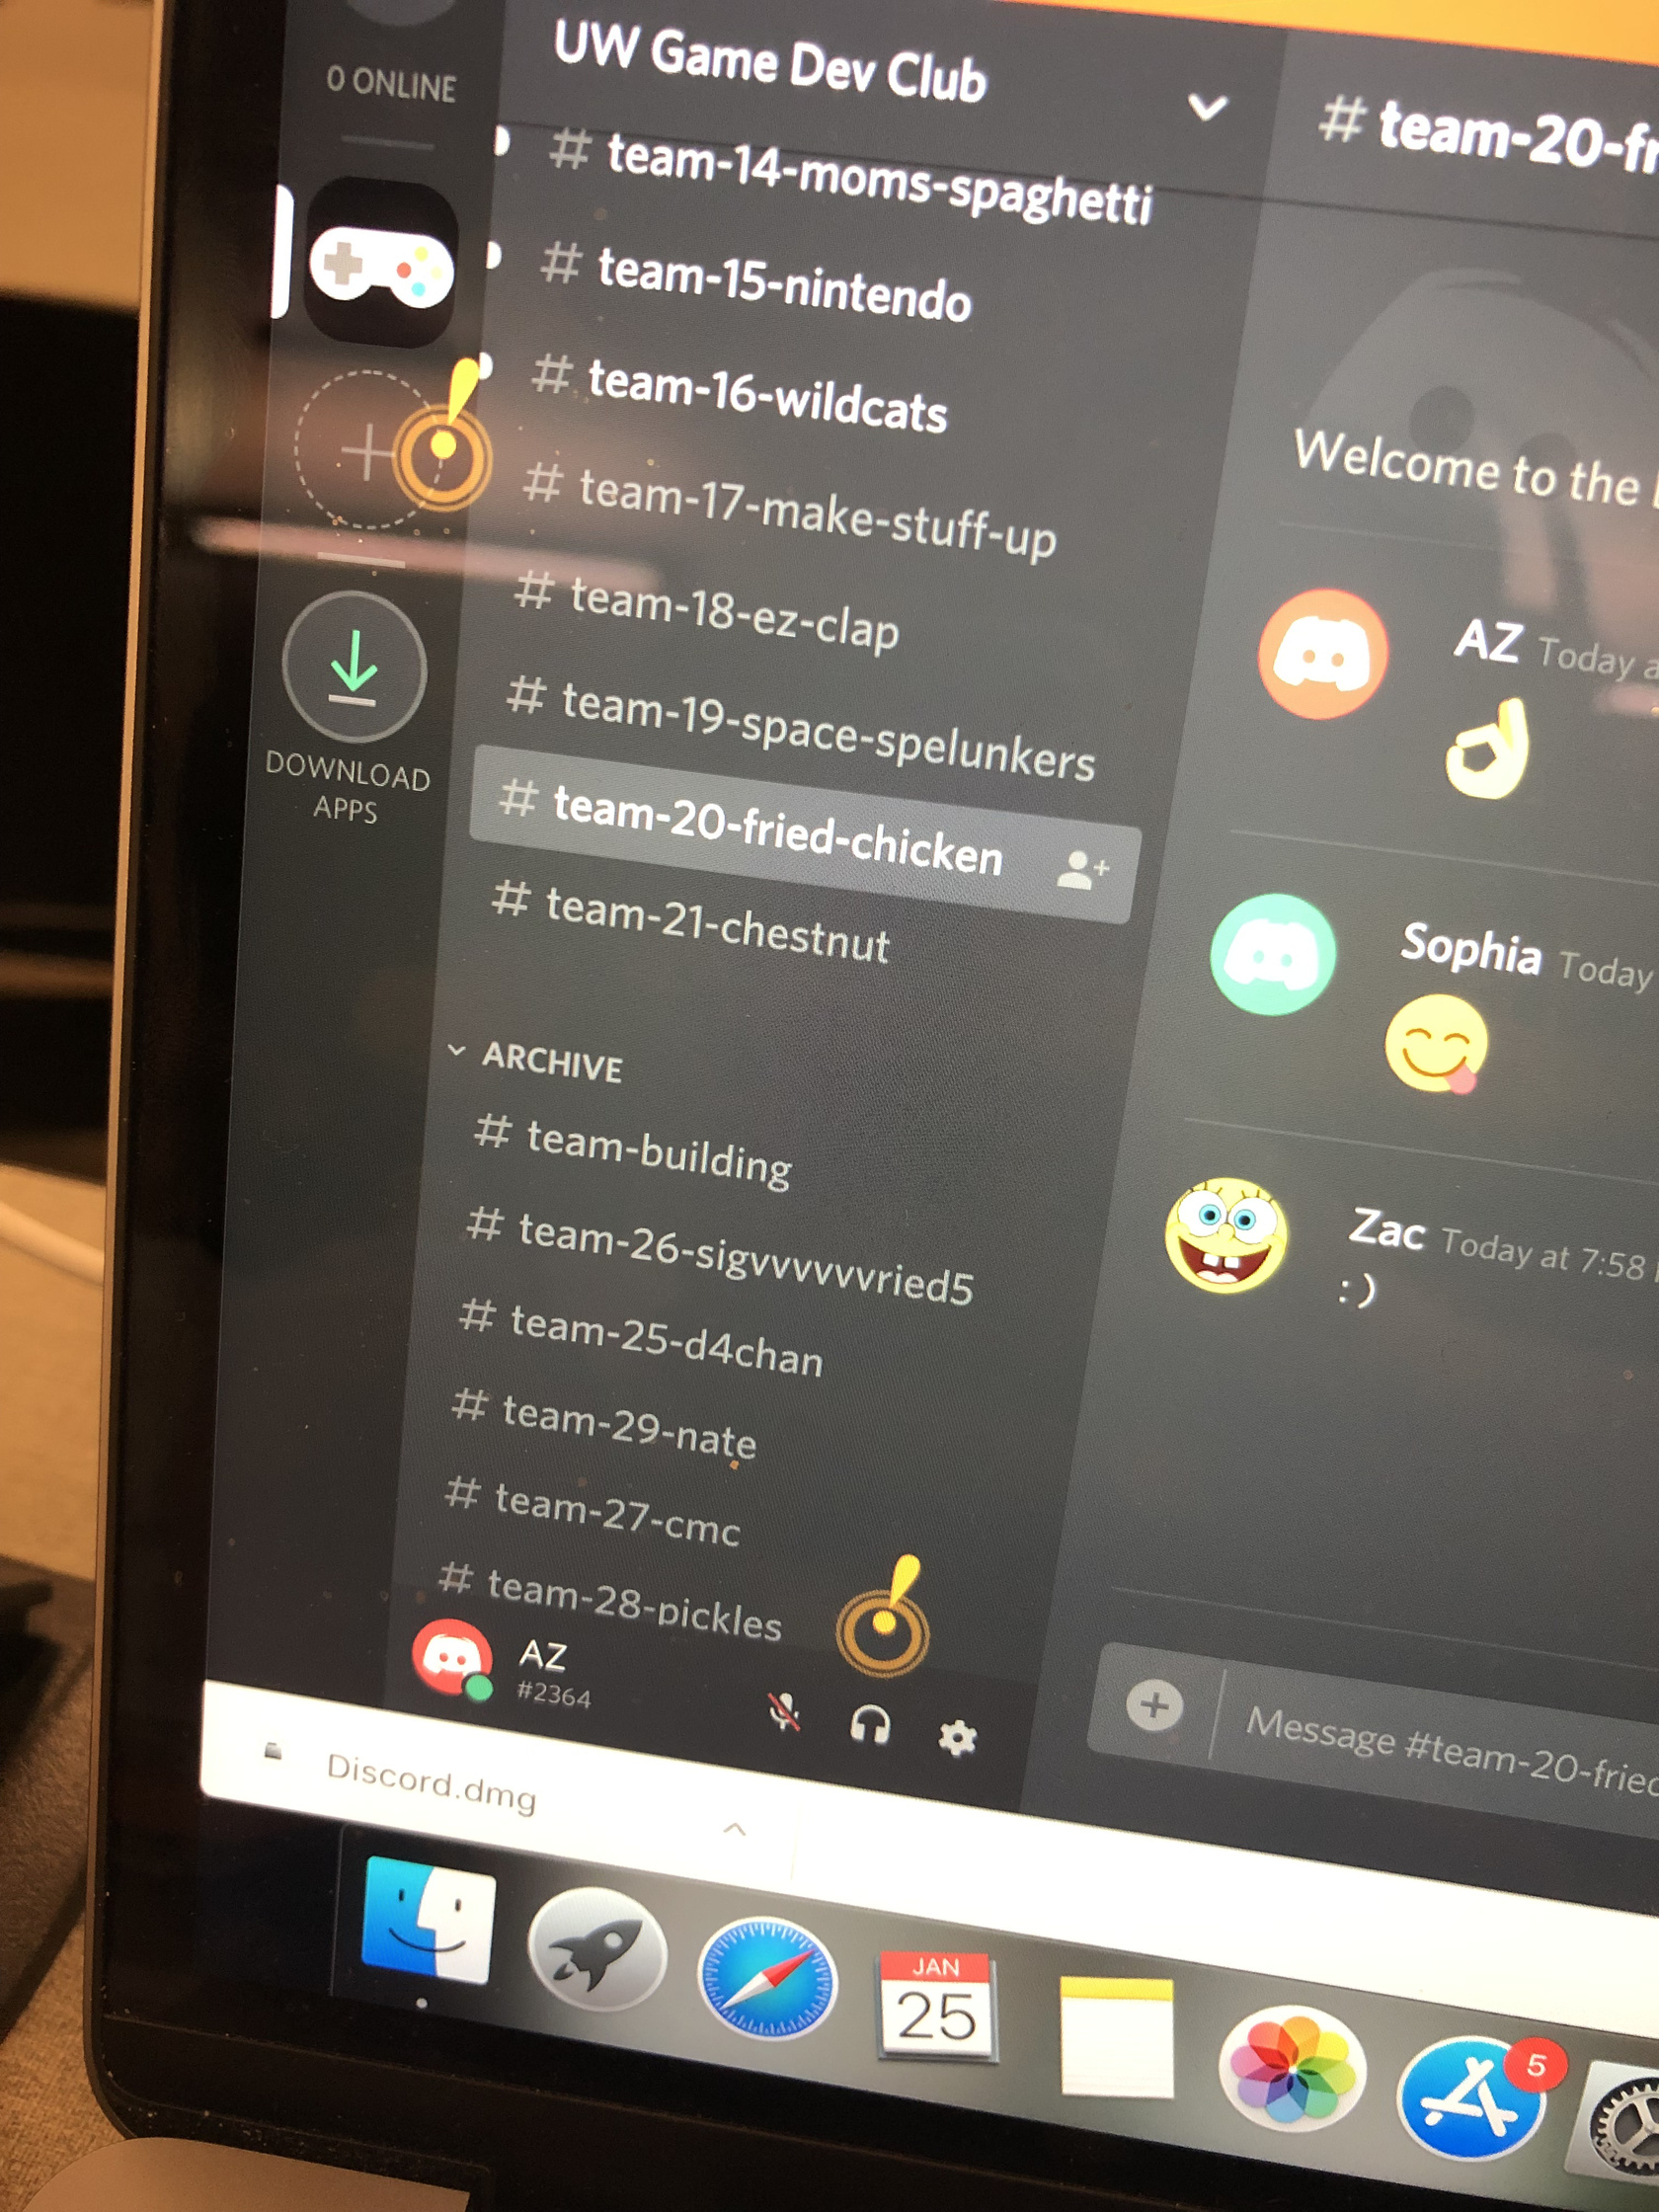 0 ONLINE
UW Game Dev Club
# team-14-moms-spaghetti
# team-15-nintendo
# team-16-wildcats
# team-17-make-stuff-up
# team-18-ez-clap
# team-19-space-spelunkers
# team-20-fried-chicken
# team-21-chestnut
DOWNLOAD
APPS
ARCHIVE
# team-building
# team-26-sigvvvvvvried5
# team-25-d4chan
# team-29-nate
# team-27-cmc
# team-28-pickles
AZ
#2364
# team-20-fr
Welcome to the
AZ Today a
Sophia Today
Zac Today at 7:58
:)
Message #team-20-fried
Discord.dmg
JAN
25
5